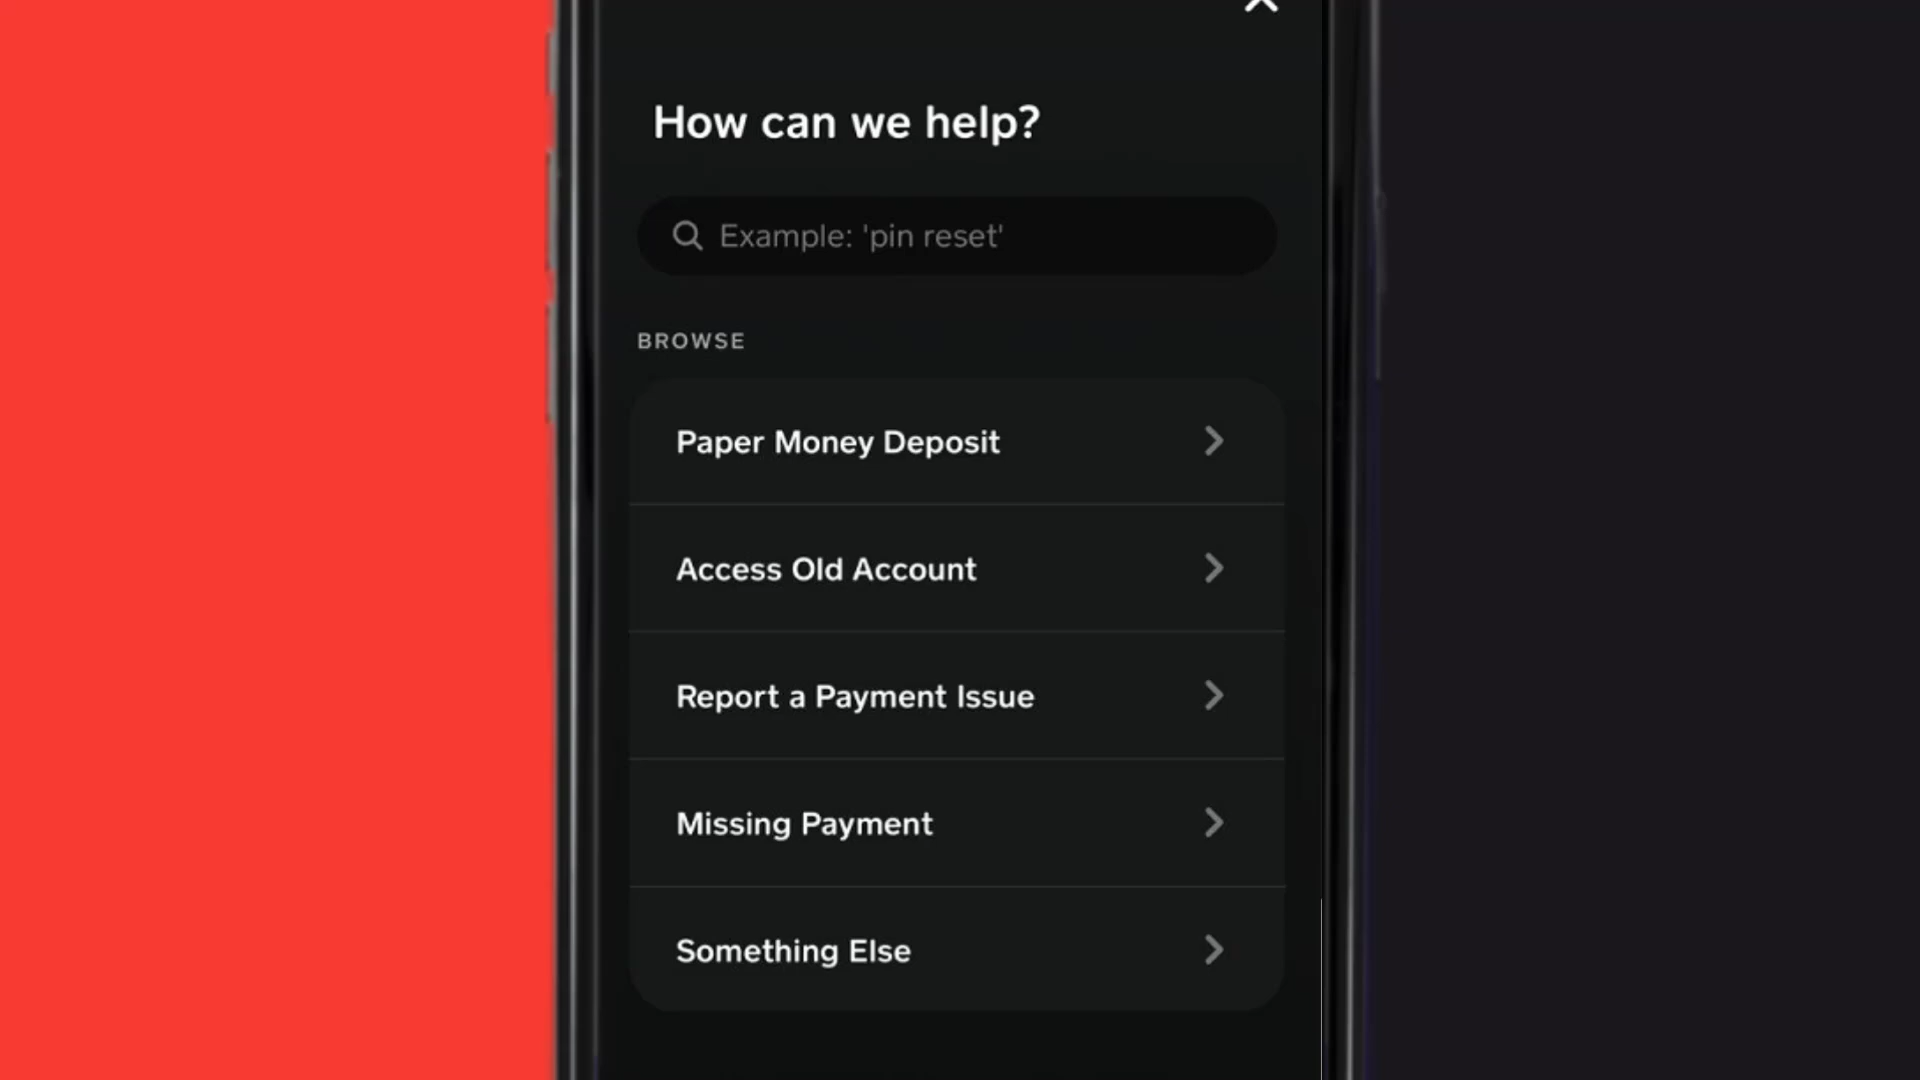 How can we help?
Example: 'pin reset'
BROWSE
Paper Money Deposit
Access Old Account
Report a Payment Issue
Missing Payment
Something Else